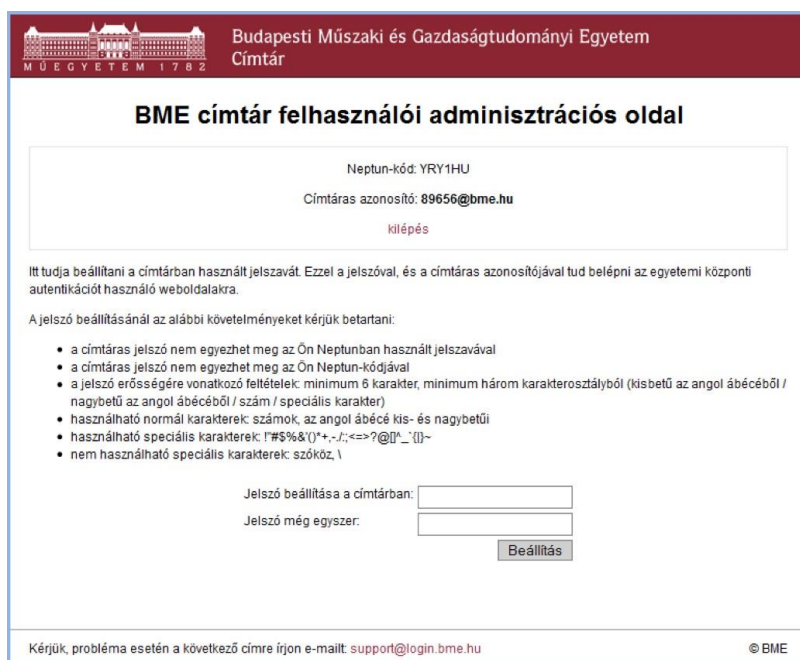 MŰEGYETEM 1782
Budapesti Műszaki és Gazdaságtudományi Egyetem
Címtár
BME címtár felhasználói adminisztrációs oldal
Neptun-kód: YRY1HU
Címtáras azonosító: 89656@bme.hu
kilépés
Itt tudja beállítani a címtárban használt jelszavát. Ezzel a jelszóval, és a címtáras azonosítójával tud belépni az egyetemi központi
autentikációt használó weboldalakra.
A jelszó beállításánál az alábbi követelményeket kérjük betartani:
• a címtáras jelszó nem egyezhet meg az Ön Neptunban használt jelszavával
• a címtáras jelszó nem egyezhet meg az Ön Neptun-kódjával
• a jelszó erősségére vonatkozó feltételek: minimum 6 karakter, minimum három karakterosztályból (kisbetű az angol ábécéből /
nagybetű az angol ábécéből / szám / speciális karakter)
• használható normál karakterek: számok, az angol ábécé kis- és nagybetűi
• használható speciális karakterek: !"#$%&'()*+,-./:;<=>?@[]^_`{|}~
• nem használható speciális karakterek: szóköz, \
Jelszó beállítása a címtárban:
Jelszó még egyszer:
Beállítás
Kérjük, probléma esetén a következő címre írjon e-mailt: support@login.bme.hu © BME